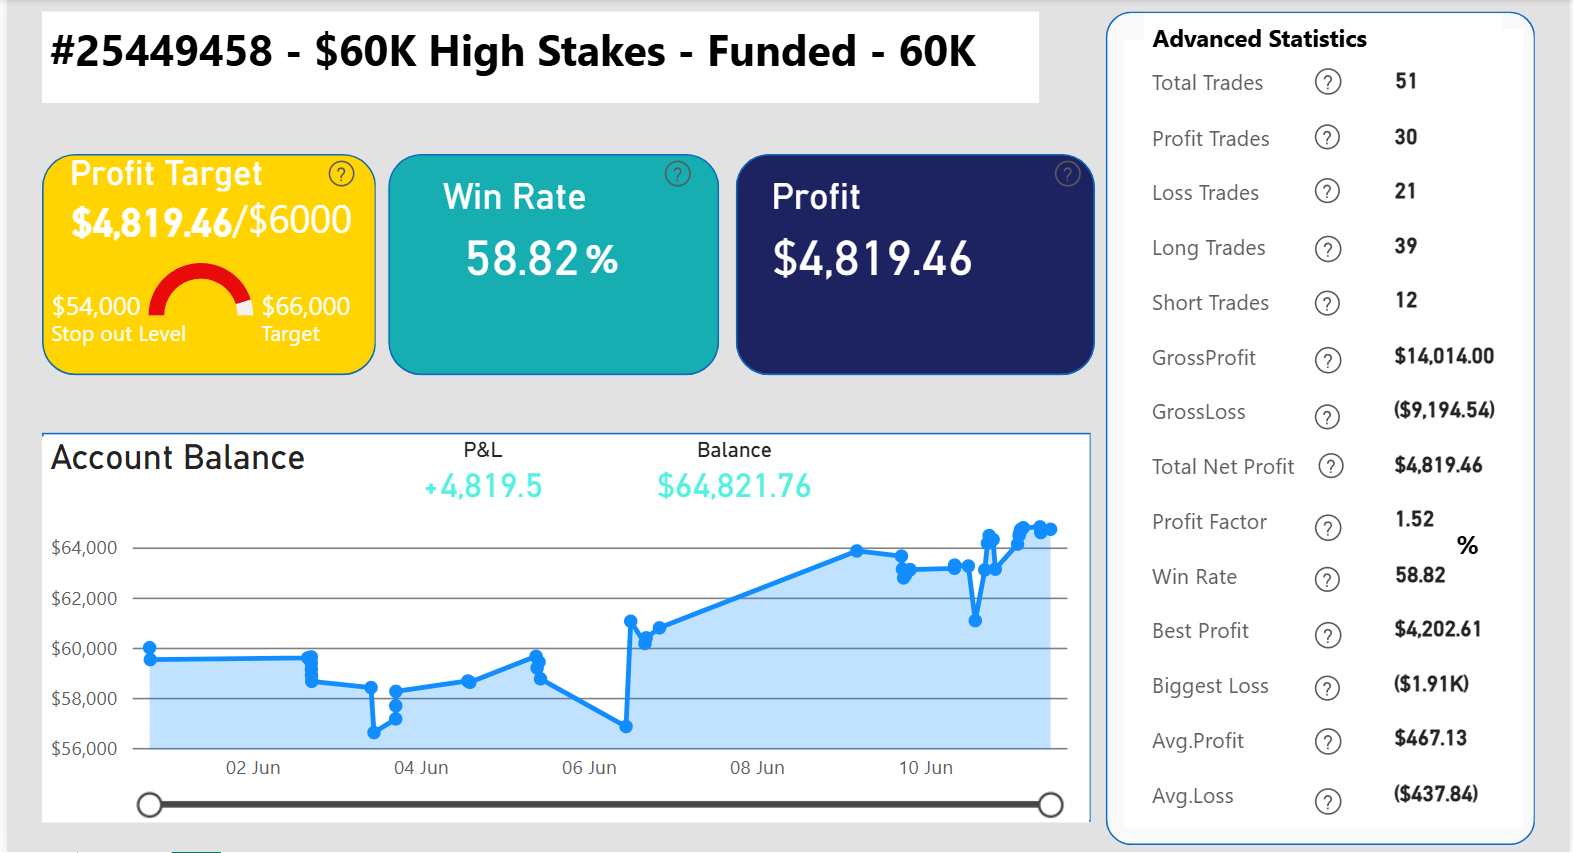 #25449458 - $60K High Stakes - Funded - 60K
Profit Target ?
$4,819.46/$6000
$54,000
Stop out Level
$66,000
Target
Win Rate ?
58.82 %
Profit ?
$4,819.46
Account Balance
P&L
+4,819.5
Balance
$64,821.76
$64,000
$62,000
$60,000
$58,000
$56,000
02 Jun 04 Jun 06 Jun 08 Jun 10 Jun
Advanced Statistics
Total Trades ? 51
Profit Trades ? 30
Loss Trades ? 21
Long Trades ? 39
Short Trades ? 12
GrossProfit ? $14,014.00
GrossLoss ? ($9,194.54)
Total Net Profit ? $4,819.46
Profit Factor ? 1.52
%
Win Rate ? 58.82
Best Profit ? $4,202.61
Biggest Loss ? ($1.91K)
Avg.Profit ? $467.13
Avg.Loss ? ($437.84)